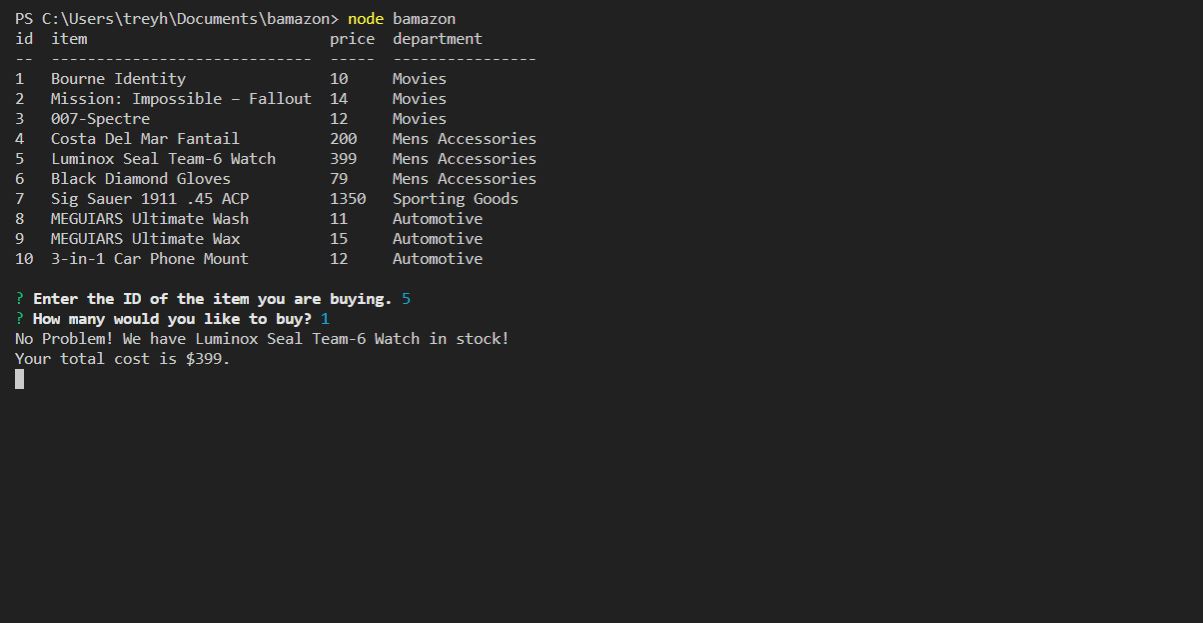 PS C:\Users\treyh\Documents\bamazon> node bamazon
id  item                           price  department
--  -----------------------------  -----  ----------------
1   Bourne Identity                10     Movies
2   Mission: Impossible – Fallout  14     Movies
3   007-Spectre                    12     Movies
4   Costa Del Mar Fantail          200    Mens Accessories
5   Luminox Seal Team-6 Watch      399    Mens Accessories
6   Black Diamond Gloves           79     Mens Accessories
7   Sig Sauer 1911 .45 ACP         1350   Sporting Goods
8   MEGUIARS Ultimate Wash         11     Automotive
9   MEGUIARS Ultimate Wax          15     Automotive
10  3-in-1 Car Phone Mount         12     Automotive
? Enter the ID of the item you are buying. 5
? How many would you like to buy? 1
No Problem! We have Luminox Seal Team-6 Watch in stock!
Your total cost is $399.